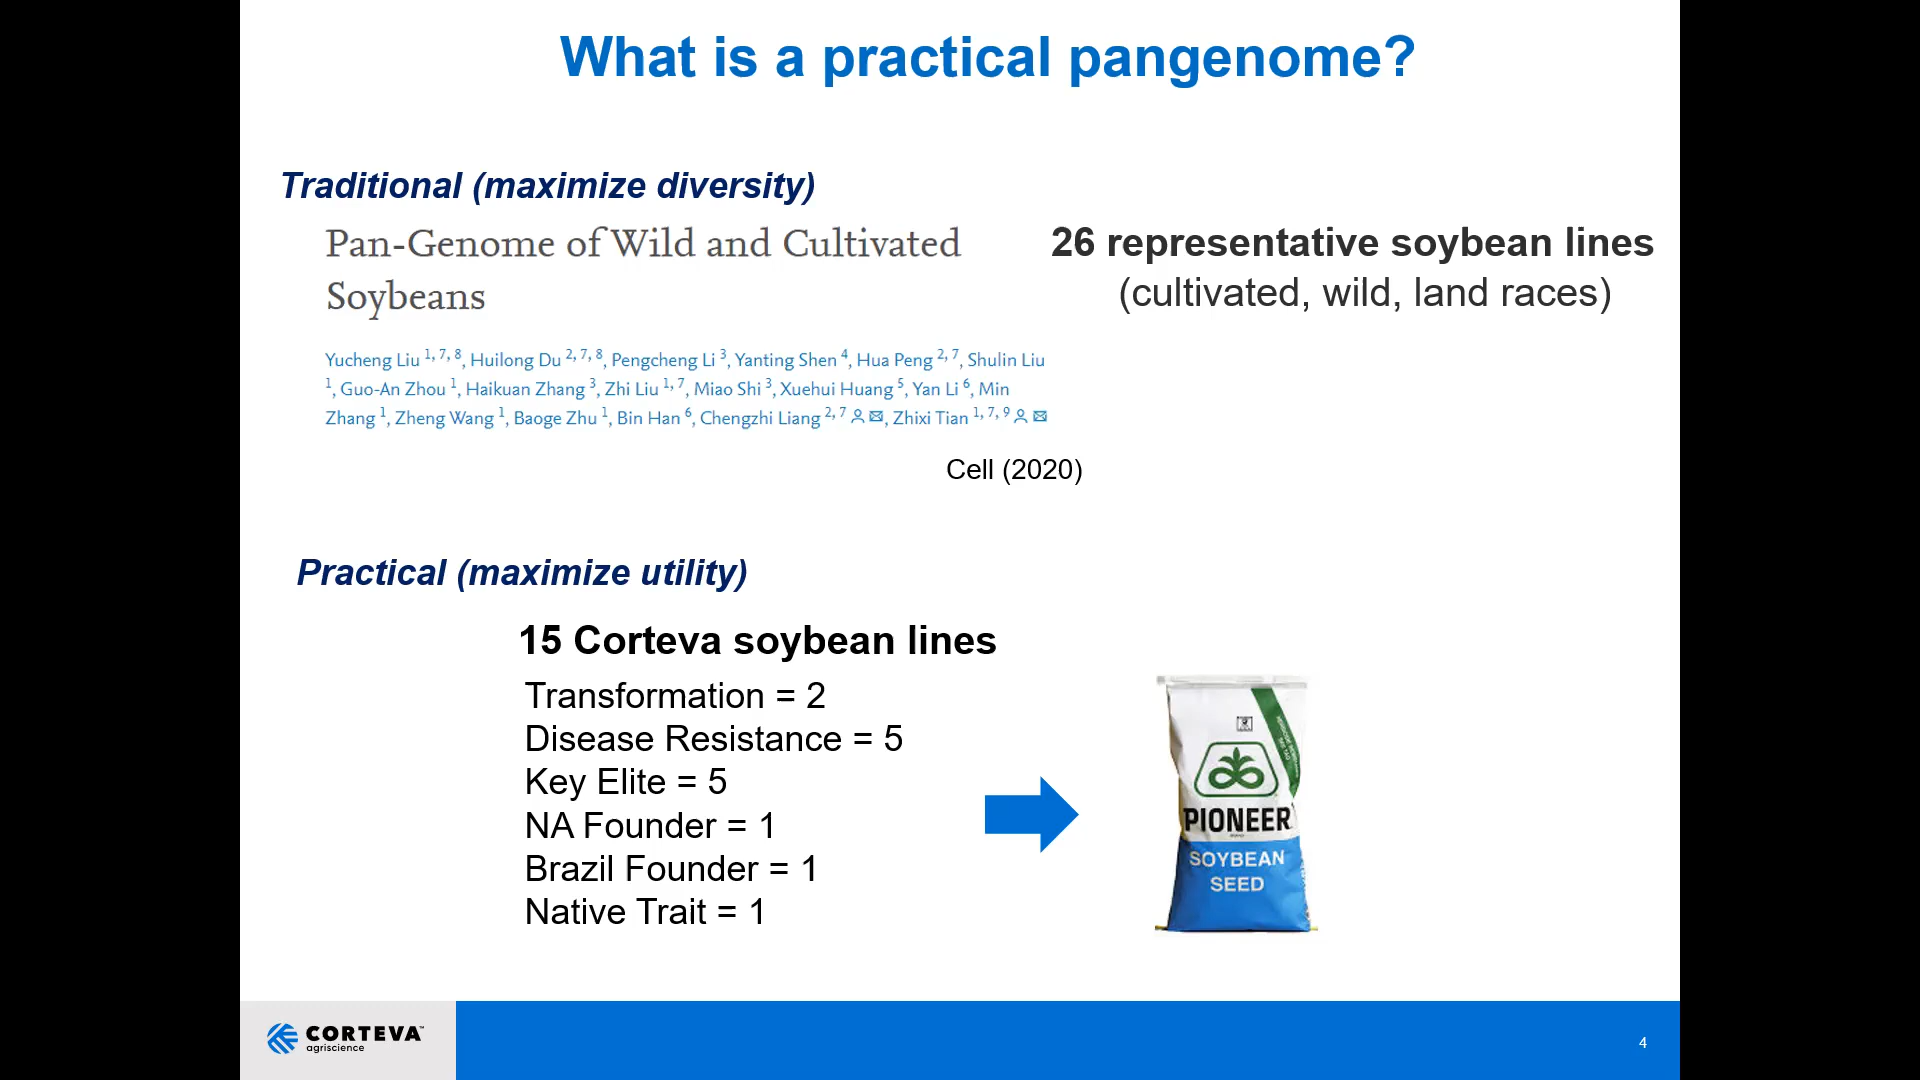 What is a practical pangenome?
Traditional (maximize diversity)
Pan-Genome of Wild and Cultivated
Soybeans
26 representative soybean lines
(cultivated, wild, land races)
Yucheng Liu 1, 7, 8, Huilong Du 2, 7, 8, Pengcheng Li 3, Yanting Shen 4, Hua Peng 2, 7, Shulin Liu
1, Guo-An Zhou 1, Haikuan Zhang 3, Zhi Liu 1, 7, Miao Shi 3, Xuehui Huang 5, Yan Li 6, Min
Zhang 1, Zheng Wang 1, Baoge Zhu 1, Bin Han 6, Chengzhi Liang 2, 7, Zhixi Tian 1, 7, 9
Cell (2020)
Practical (maximize utility)
15 Corteva soybean lines
Transformation = 2
Disease Resistance = 5
Key Elite = 5
NA Founder = 1
Brazil Founder = 1
Native Trait = 1
PIONEER
SOYBEAN
SEED
CORTEVA™
agriscience
4